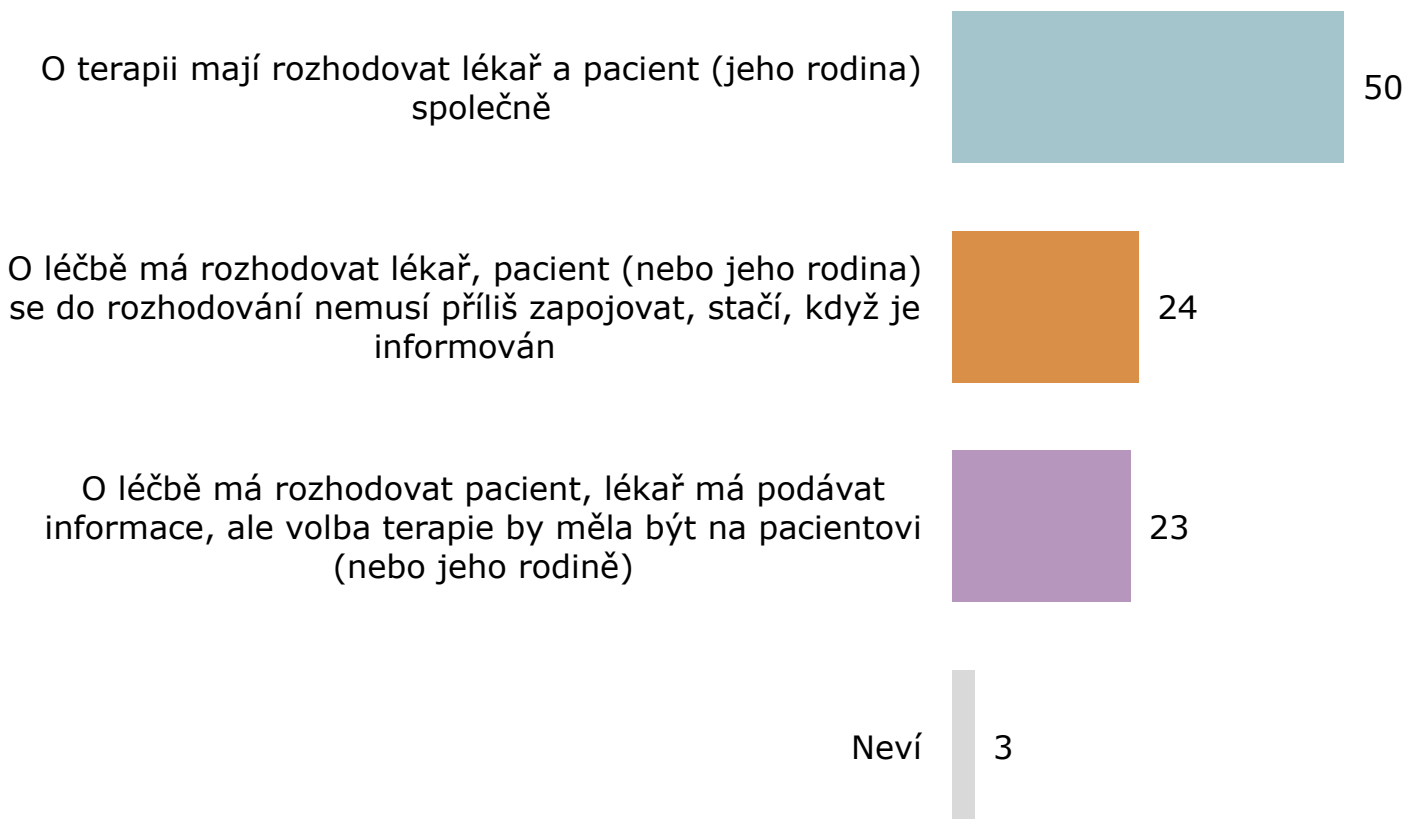 O terapii mají rozhodovat lékař a pacient (jeho rodina)
společně
50
O léčbě má rozhodovat lékař, pacient (nebo jeho rodina)
se do rozhodování nemusí příliš zapojovat, stačí, když je
informován
24
O léčbě má rozhodovat pacient, lékař má podávat
informace, ale volba terapie by měla být na pacientovi
(nebo jeho rodině)
23
Neví
3